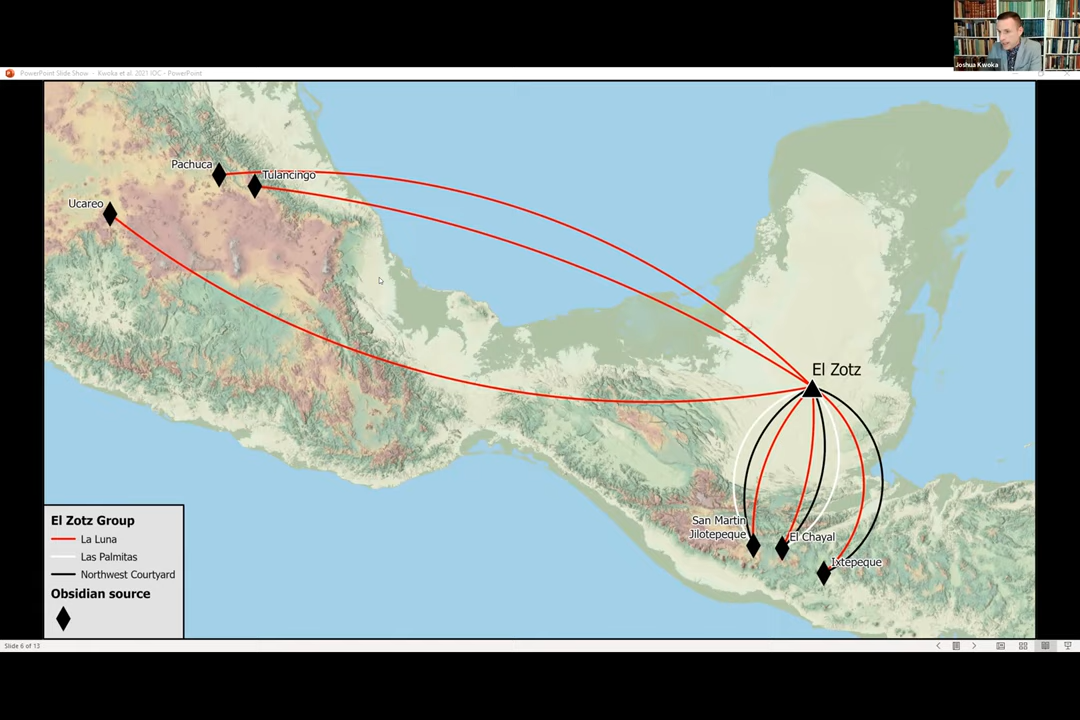 Joshua Kwoka
PowerPoint Slide Show - Kwoka et al. 2021 IOC - PowerPoint
Pachuca
Tulancingo
Ucareo
El Zotz
San Martin
Jilotepeque
El Chayal
Ixtepeque
El Zotz Group
La Luna
Las Palmitas
Northwest Courtyard
Obsidian source
Slide 6 of 13